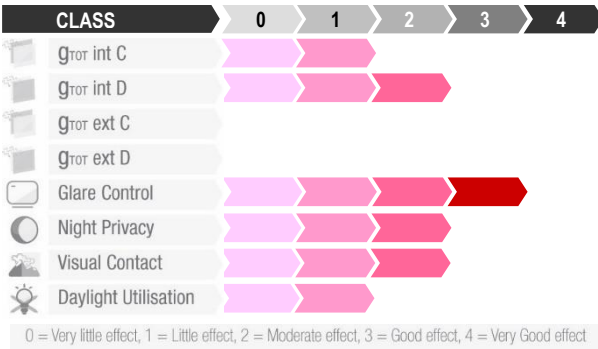 CLASS 0 1 2 3 4
gTOT int C
gTOT int D
gTOT ext C
gTOT ext D
Glare Control
Night Privacy
Visual Contact
Daylight Utilisation
0 = Very little effect, 1 = Little effect, 2 = Moderate effect, 3 = Good effect, 4 = Very Good effect